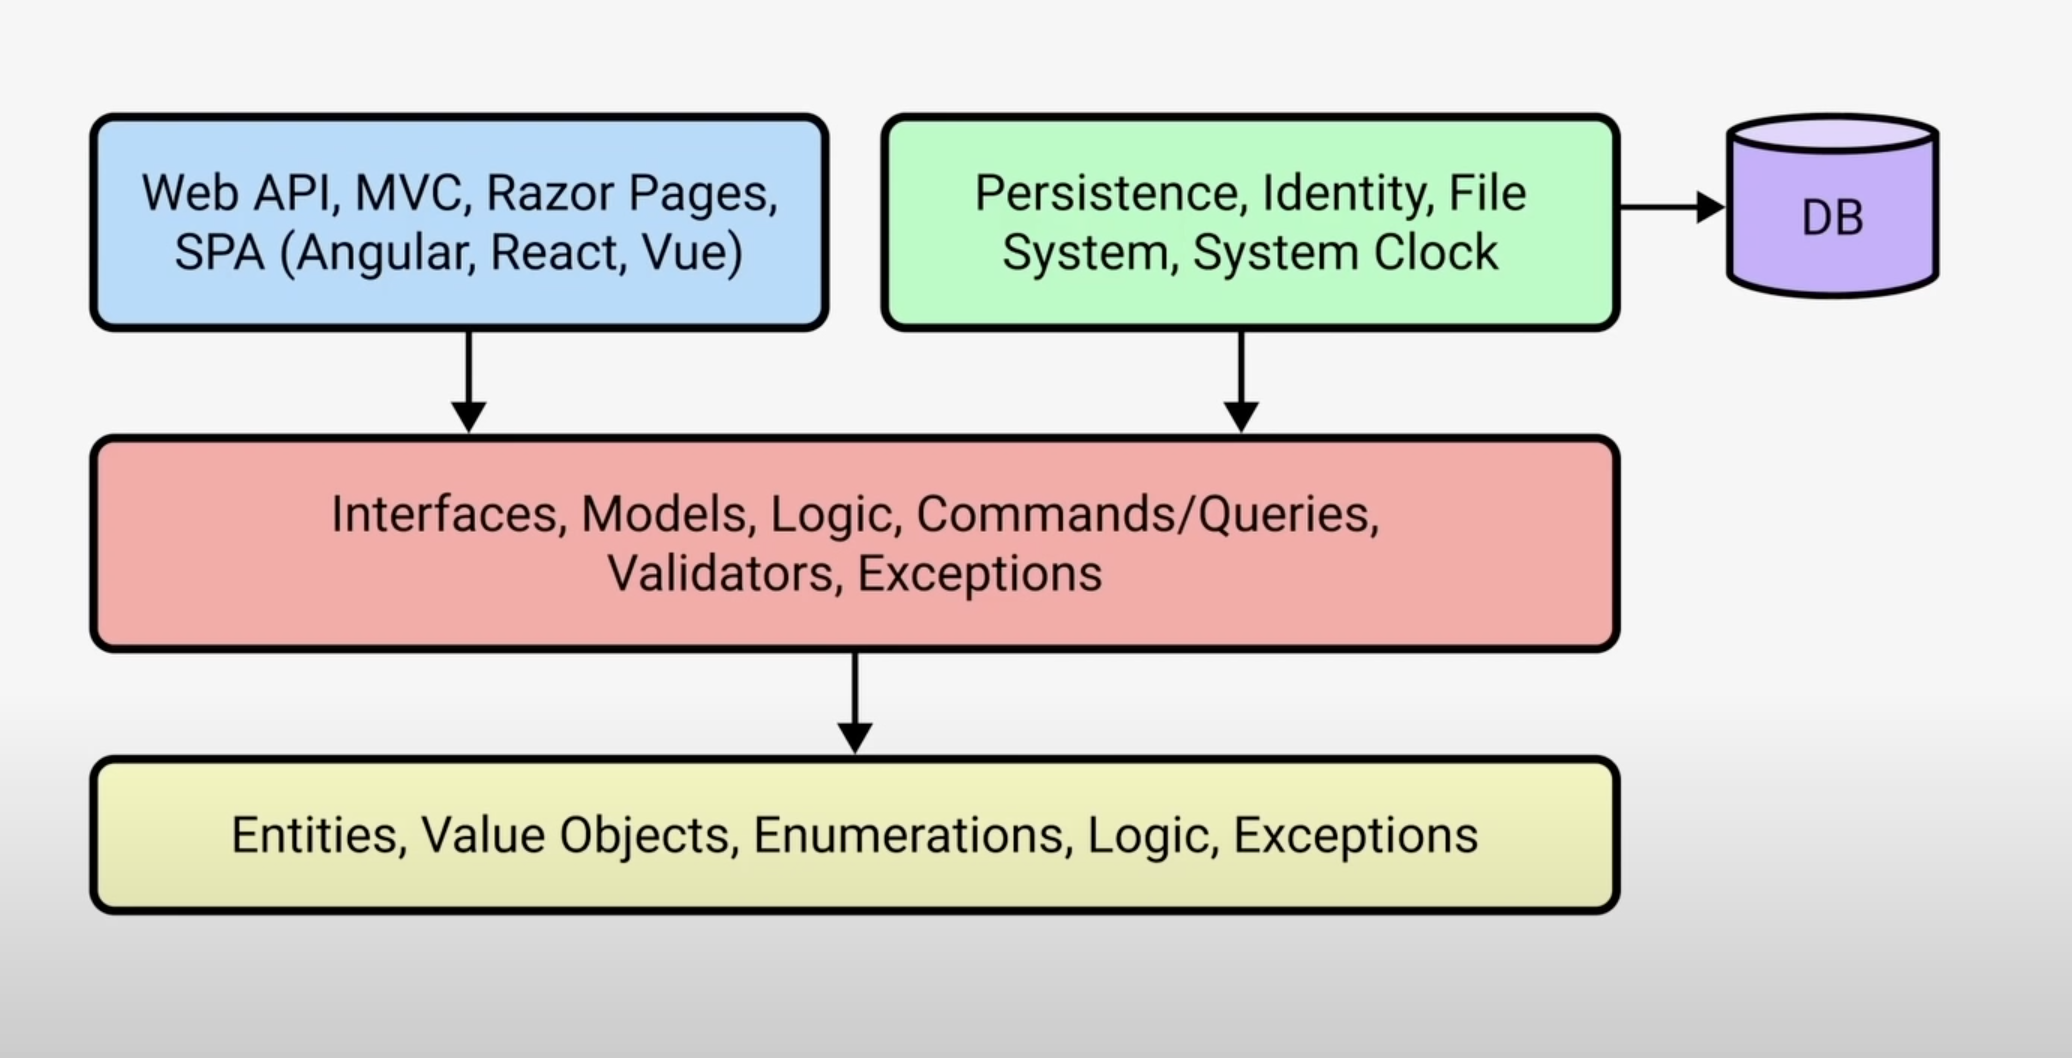 Web API, MVC, Razor Pages,
SPA (Angular, React, Vue)
Persistence, Identity, File
System, System Clock
DB
Interfaces, Models, Logic, Commands/Queries,
Validators, Exceptions
Entities, Value Objects, Enumerations, Logic, Exceptions